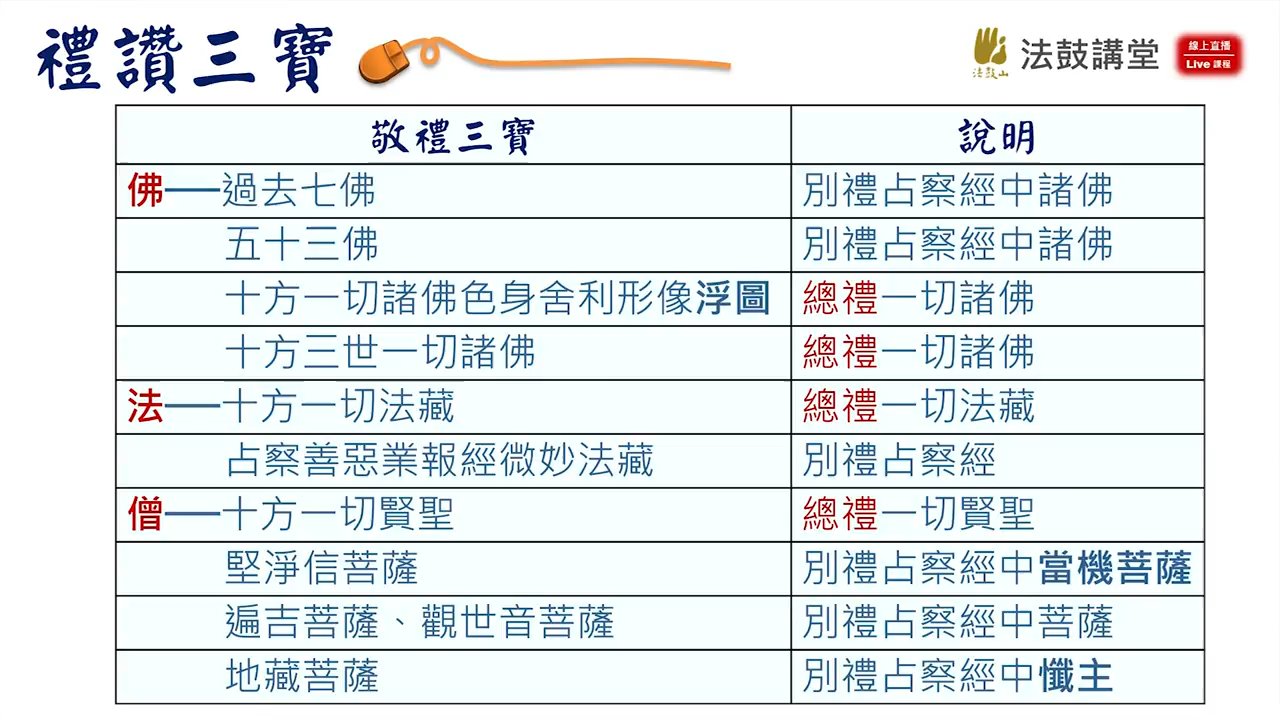 禮讚三寶
法鼓山
法鼓講堂
線上直播
Live 課程
敬禮三寶 說明
佛──過去七佛 別禮占察經中諸佛
五十三佛 別禮占察經中諸佛
十方一切諸佛色身舍利形像浮圖 總禮一切諸佛
十方三世一切諸佛 總禮一切諸佛
法──十方一切法藏 總禮一切法藏
占察善惡業報經微妙法藏 別禮占察經
僧──十方一切賢聖 總禮一切賢聖
堅淨信菩薩 別禮占察經中當機菩薩
遍吉菩薩、觀世音菩薩 別禮占察經中菩薩
地藏菩薩 別禮占察經中懺主